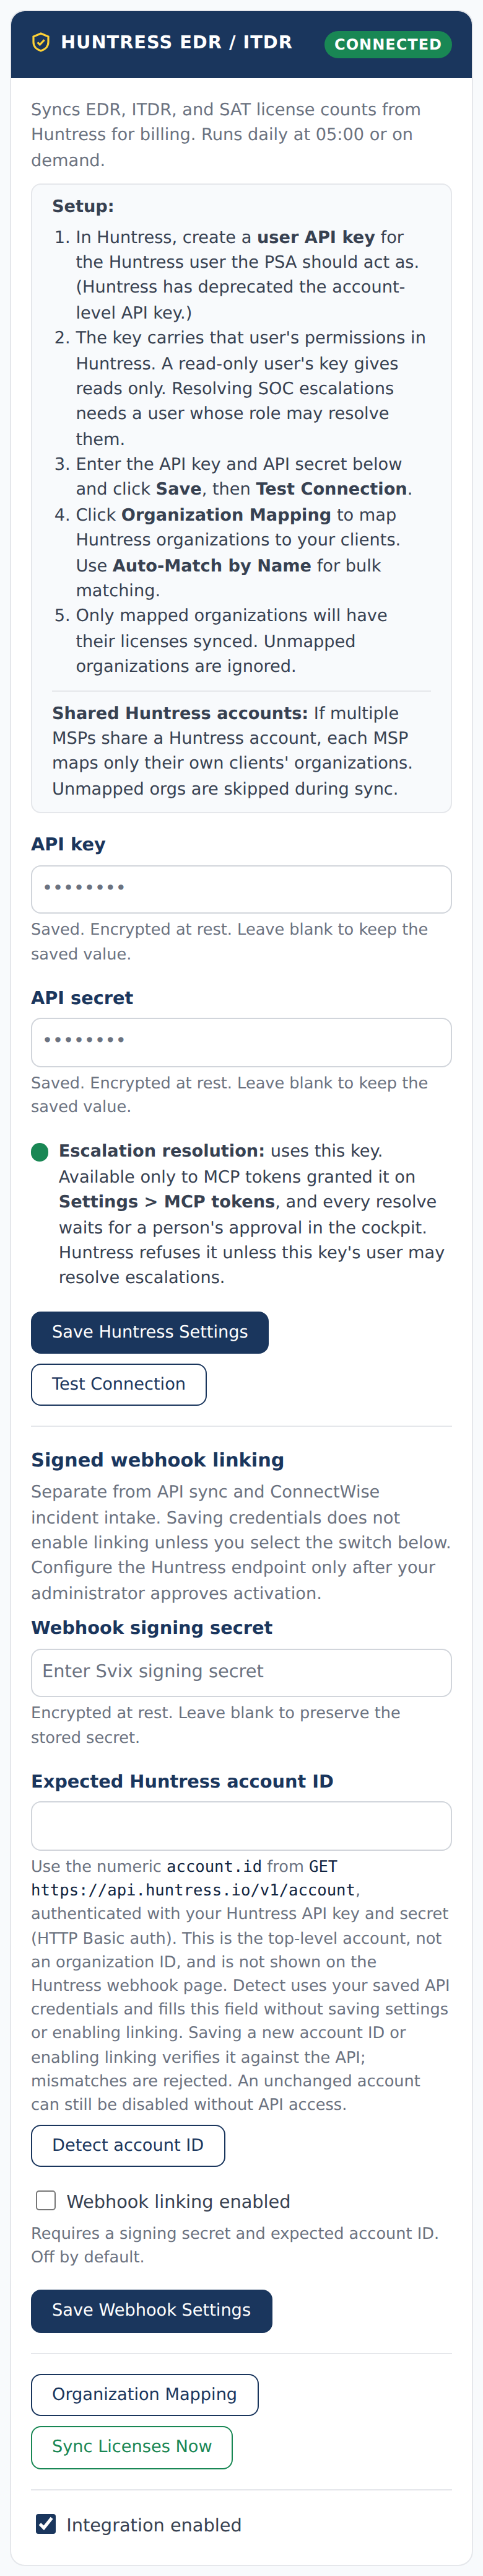 HUNTRESS EDR / ITDR
CONNECTED
Syncs EDR, ITDR, and SAT license counts from
Huntress for billing. Runs daily at 05:00 or on
demand.
Setup:
1. In Huntress, create a user API key for
the Huntress user the PSA should act as.
(Huntress has deprecated the account-
level API key.)
2. The key carries that user's permissions in
Huntress. A read-only user's key gives
reads only. Resolving SOC escalations
needs a user whose role may resolve
them.
3. Enter the API key and API secret below
and click Save, then Test Connection.
4. Click Organization Mapping to map
Huntress organizations to your clients.
Use Auto-Match by Name for bulk
matching.
5. Only mapped organizations will have
their licenses synced. Unmapped
organizations are ignored.
Shared Huntress accounts: If multiple
MSPs share a Huntress account, each MSP
maps only their own clients' organizations.
Unmapped orgs are skipped during sync.
API key
••••••••
Saved. Encrypted at rest. Leave blank to keep the
saved value.
API secret
••••••••
Saved. Encrypted at rest. Leave blank to keep the
saved value.
Escalation resolution: uses this key.
Available only to MCP tokens granted it on
Settings > MCP tokens, and every resolve
waits for a person's approval in the cockpit.
Huntress refuses it unless this key's user may
resolve escalations.
Save Huntress Settings
Test Connection
Signed webhook linking
Separate from API sync and ConnectWise
incident intake. Saving credentials does not
enable linking unless you select the switch below.
Configure the Huntress endpoint only after your
administrator approves activation.
Webhook signing secret
Enter Svix signing secret
Encrypted at rest. Leave blank to preserve the
stored secret.
Expected Huntress account ID
Use the numeric account.id from GET
https://api.huntress.io/v1/account,
authenticated with your Huntress API key and secret
(HTTP Basic auth). This is the top-level account, not
an organization ID, and is not shown on the
Huntress webhook page. Detect uses your saved API
credentials and fills this field without saving settings
or enabling linking. Saving a new account ID or
enabling linking verifies it against the API;
mismatches are rejected. An unchanged account
can still be disabled without API access.
Detect account ID
Webhook linking enabled
Requires a signing secret and expected account ID.
Off by default.
Save Webhook Settings
Organization Mapping
Sync Licenses Now
Integration enabled